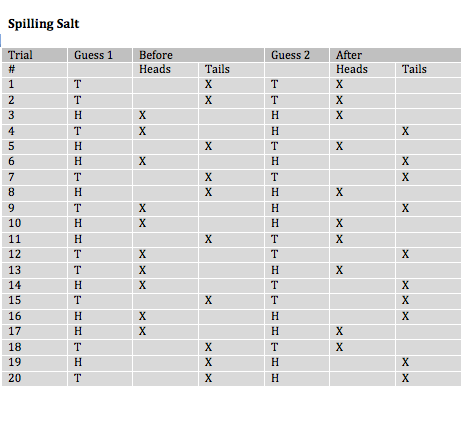 Spilling Salt
Trial Guess 1 Before Guess 2 After
# Heads Tails Heads Tails
1 T X T X
2 T X T X
3 H X H X
4 T X H X
5 H X T X
6 H X H X
7 T X T X
8 H X H X
9 T X H X
10 H X H X
11 H X T X
12 T X T X
13 T X H X
14 H X T X
15 T X T X
16 H X H X
17 H X H X
18 T X T X
19 H X H X
20 T X H X